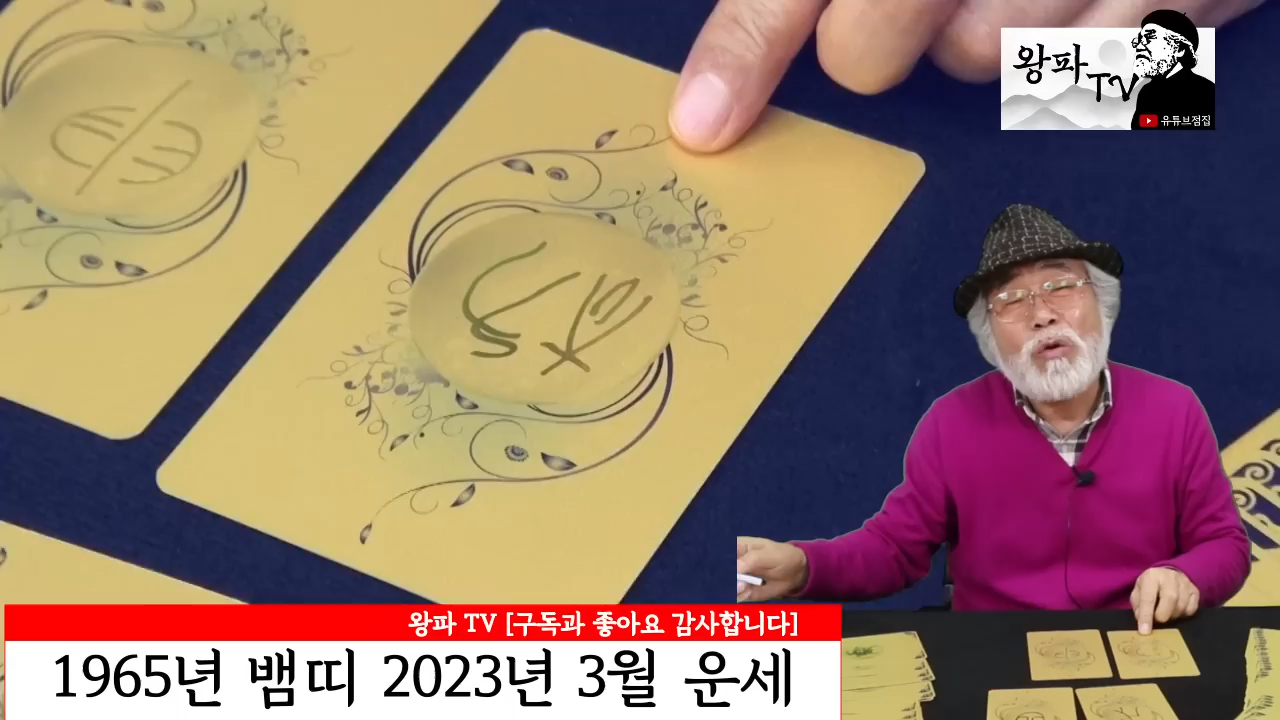 왕파
TV
유튜브점집
왕파 TV [구독과 좋아요 감사합니다]
1965년 뱀띠 2023년 3월 운세